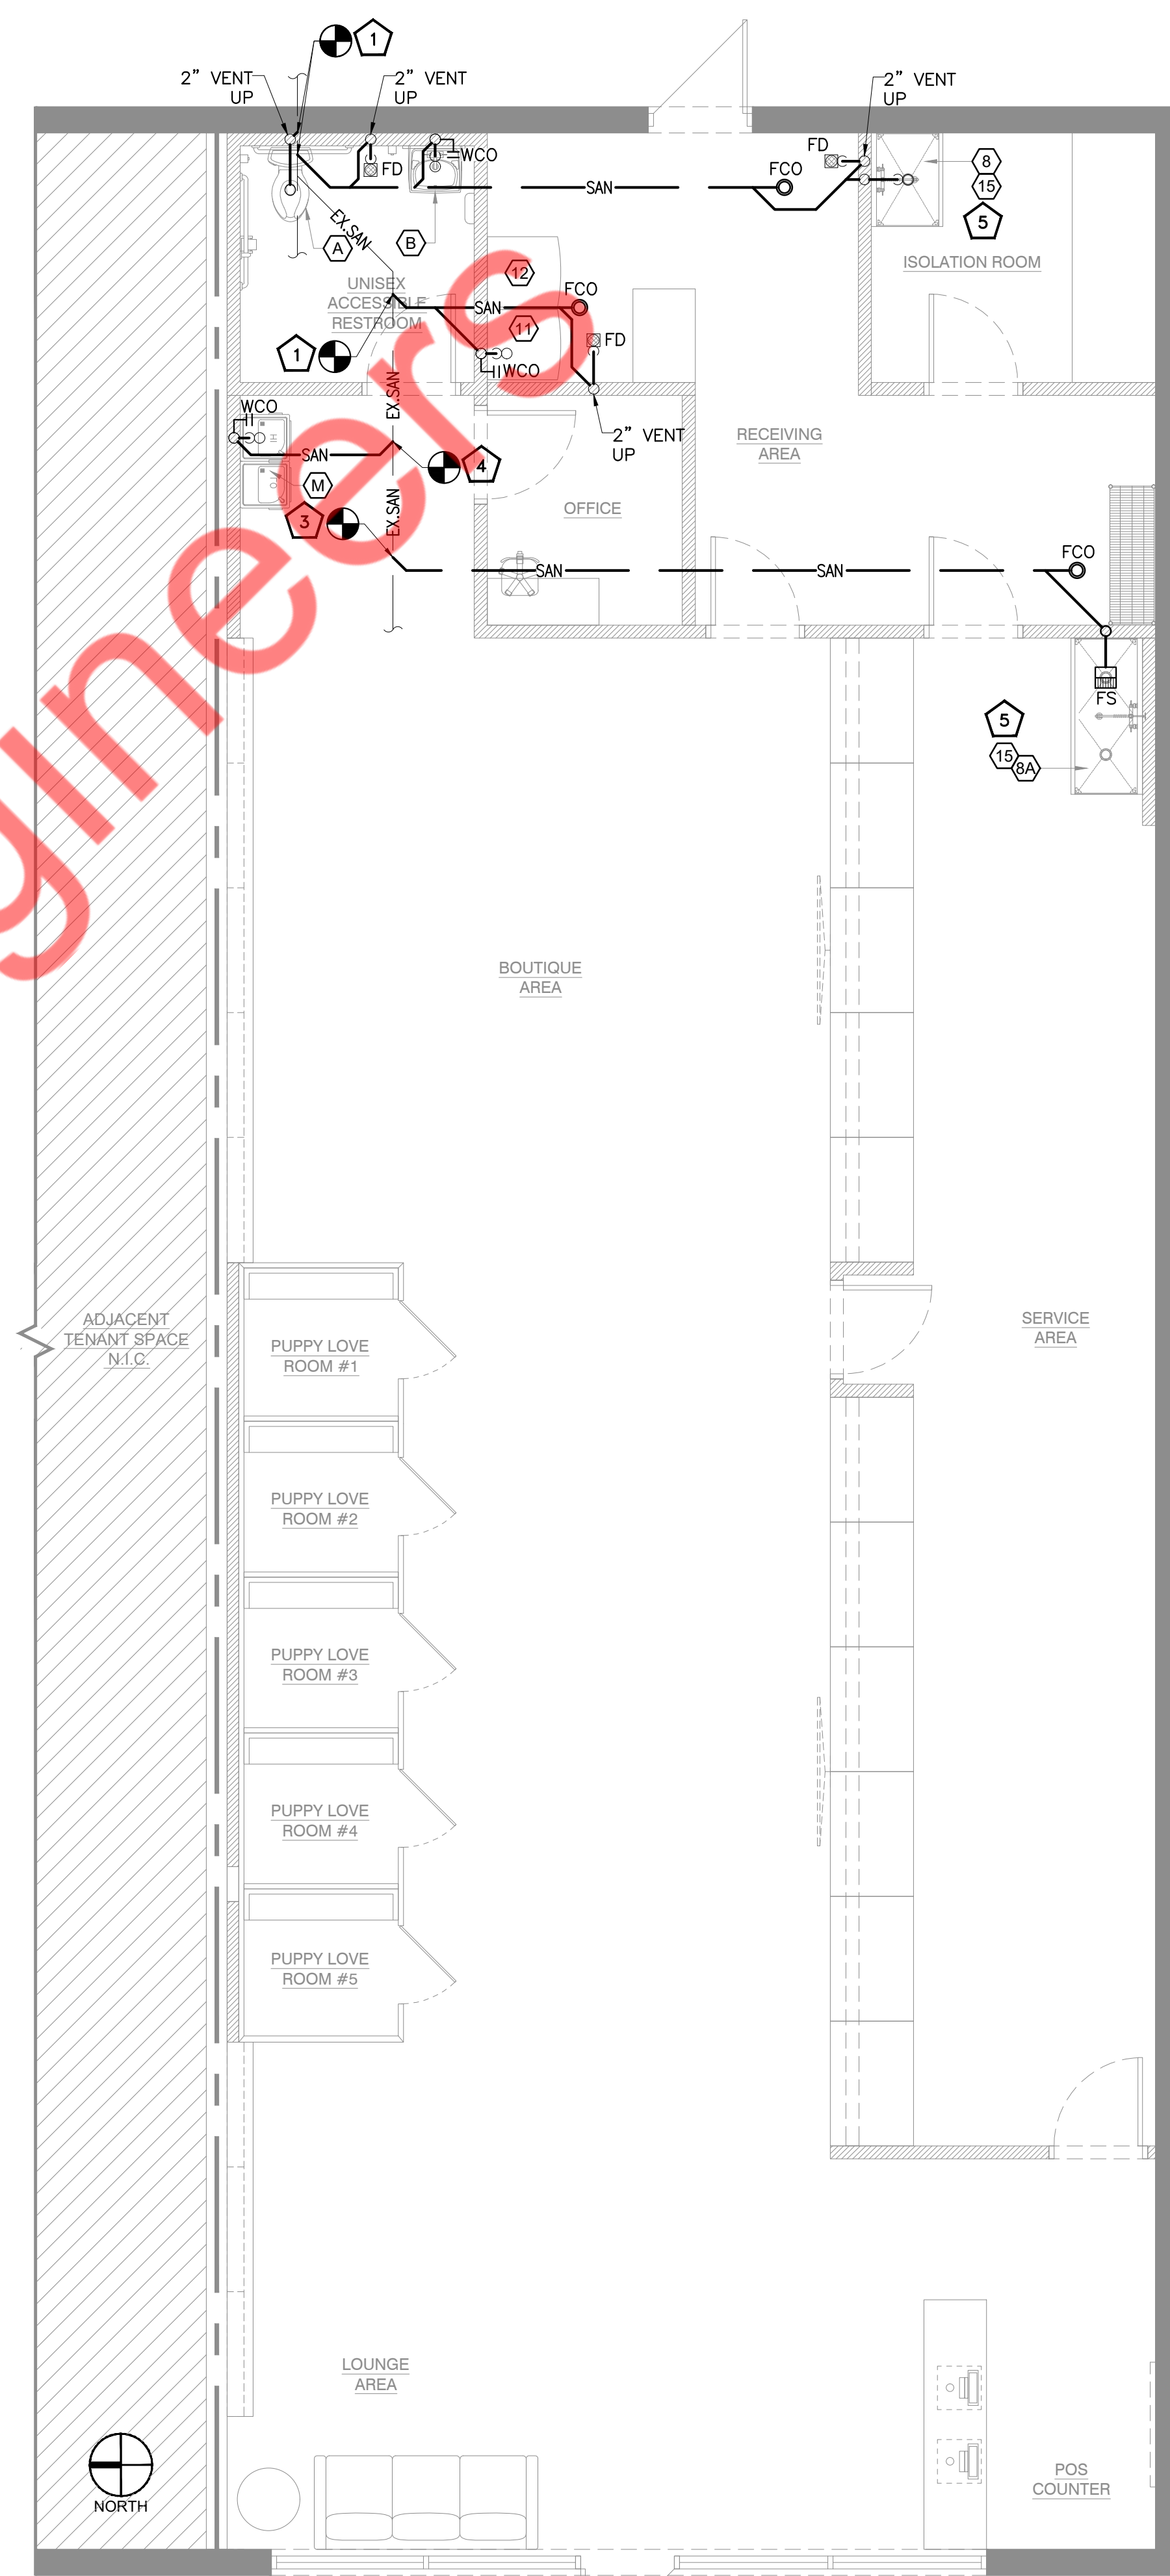 1
2" VENT
UP
2" VENT
UP
2" VENT
UP
FD
WCO
FD
FCO
SAN
8
15
5
EX.SAN
A
B
ISOLATION ROOM
12
UNISEX
ACCESSIBLE
RESTROOM
FCO
SAN
11
FD
1
WCO
EX.SAN
WCO
2" VENT
UP
RECEIVING
AREA
SAN
4
M
OFFICE
3
EX.SAN
FCO
SAN
SAN
FS
5
15
8A
gneers
BOUTIQUE
AREA
ADJACENT
TENANT SPACE
N.I.C.
SERVICE
AREA
PUPPY LOVE
ROOM #1
PUPPY LOVE
ROOM #2
PUPPY LOVE
ROOM #3
PUPPY LOVE
ROOM #4
PUPPY LOVE
ROOM #5
LOUNGE
AREA
NORTH
POS
COUNTER